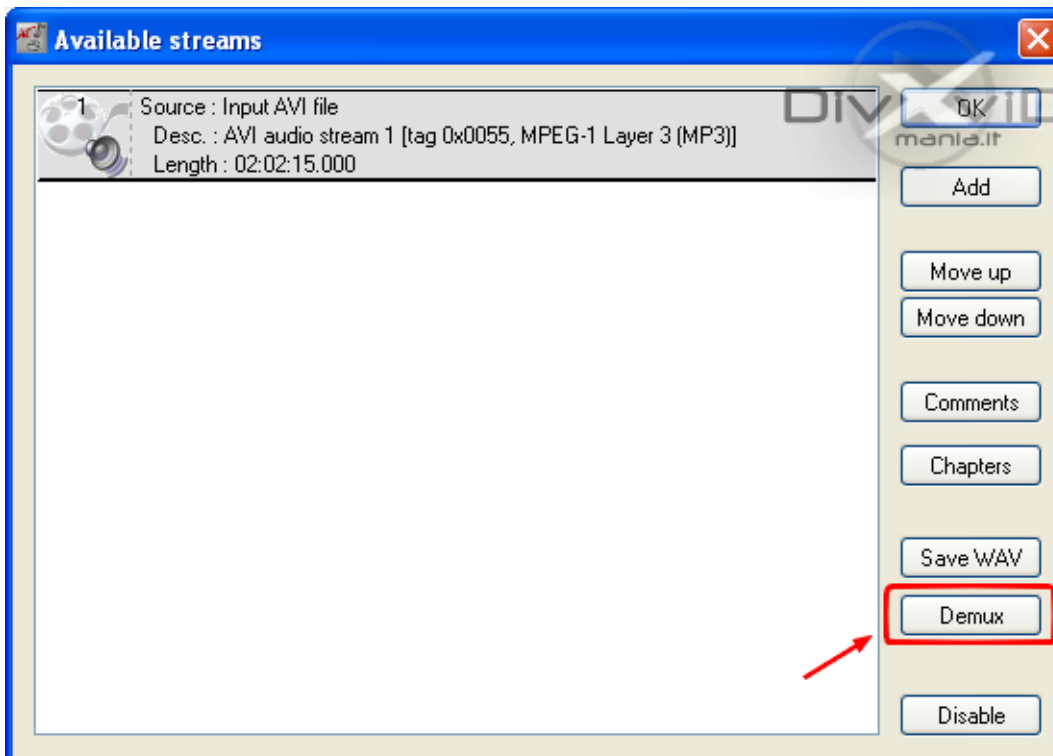 Available streams
1
Source : Input AVI file
Desc. : AVI audio stream 1 [tag 0x0055, MPEG-1 Layer 3 (MP3)]
Length : 02:02:15.000
DivXviD
mania.it
OK
Add
Move up
Move down
Comments
Chapters
Save WAV
Demux
Disable